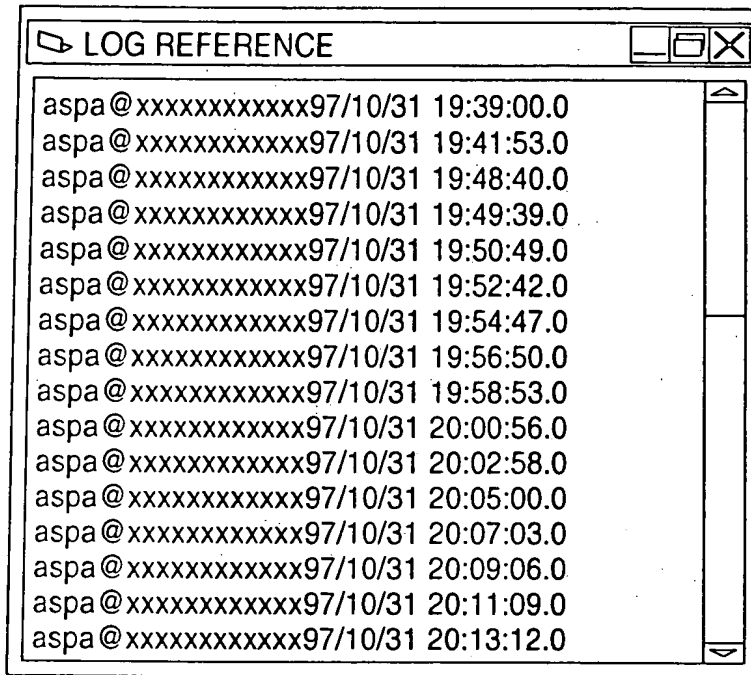 LOG REFERENCE
aspa@xxxxxxxxxxxx97/10/31 19:39:00.0
aspa@xxxxxxxxxxxx97/10/31 19:41:53.0
aspa@xxxxxxxxxxxx97/10/31 19:48:40.0
aspa@xxxxxxxxxxxx97/10/31 19:49:39.0
aspa@xxxxxxxxxxxx97/10/31 19:50:49.0
aspa@xxxxxxxxxxxx97/10/31 19:52:42.0
aspa@xxxxxxxxxxxx97/10/31 19:54:47.0
aspa@xxxxxxxxxxxx97/10/31 19:56:50.0
aspa@xxxxxxxxxxxx97/10/31 19:58:53.0
aspa@xxxxxxxxxxxx97/10/31 20:00:56.0
aspa@xxxxxxxxxxxx97/10/31 20:02:58.0
aspa@xxxxxxxxxxxx97/10/31 20:05:00.0
aspa@xxxxxxxxxxxx97/10/31 20:07:03.0
aspa@xxxxxxxxxxxx97/10/31 20:09:06.0
aspa@xxxxxxxxxxxx97/10/31 20:11:09.0
aspa@xxxxxxxxxxxx97/10/31 20:13:12.0